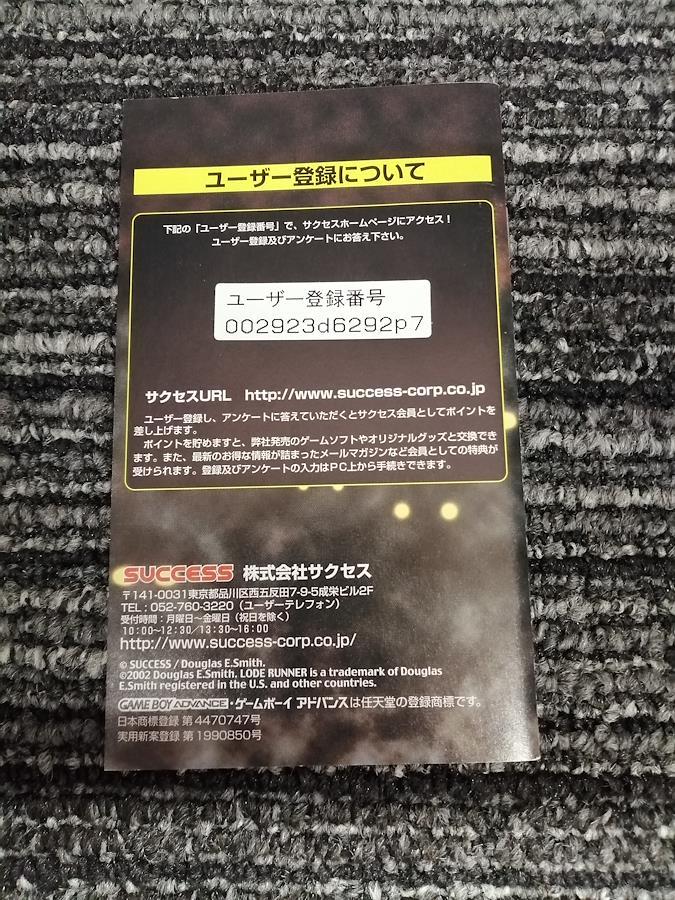 ユーザー登録について
下記の「ユーザー登録番号」で、サクセスホームページにアクセス！
ユーザー登録及びアンケートにお答え下さい。
ユーザー登録番号
002923d6292p7
サクセスURL http://www.success-corp.co.jp
ユーザー登録し、アンケートに答えていただくとサクセス会員としてポイントを
差し上げます。
ポイントを貯めますと、弊社発売のゲームソフトやオリジナルグッズと交換でき
ます。また、最新のお得な情報が詰まったメールマガジンなど会員としての特典が
受けられます。登録及びアンケートの入力はPC上から手続きできます。
SUCCESS 株式会社サクセス
〒141-0031東京都品川区西五反田7-9-5成栄ビル2F
TEL：052-760-3220（ユーザーテレフォン）
受付時間：月曜日〜金曜日（祝日を除く）
10:00〜12:30/13:30〜16:00
http://www.success-corp.co.jp/
© SUCCESS / Douglas E.Smith.
©2002 Douglas E.Smith. LODE RUNNER is a trademark of Douglas
E.Smith registered in the U.S. and other countries.
GAME BOY ADVANCE・ゲームボーイ アドバンスは任天堂の登録商標です。
日本商標登録 第4470747号
実用新案登録 第1990850号